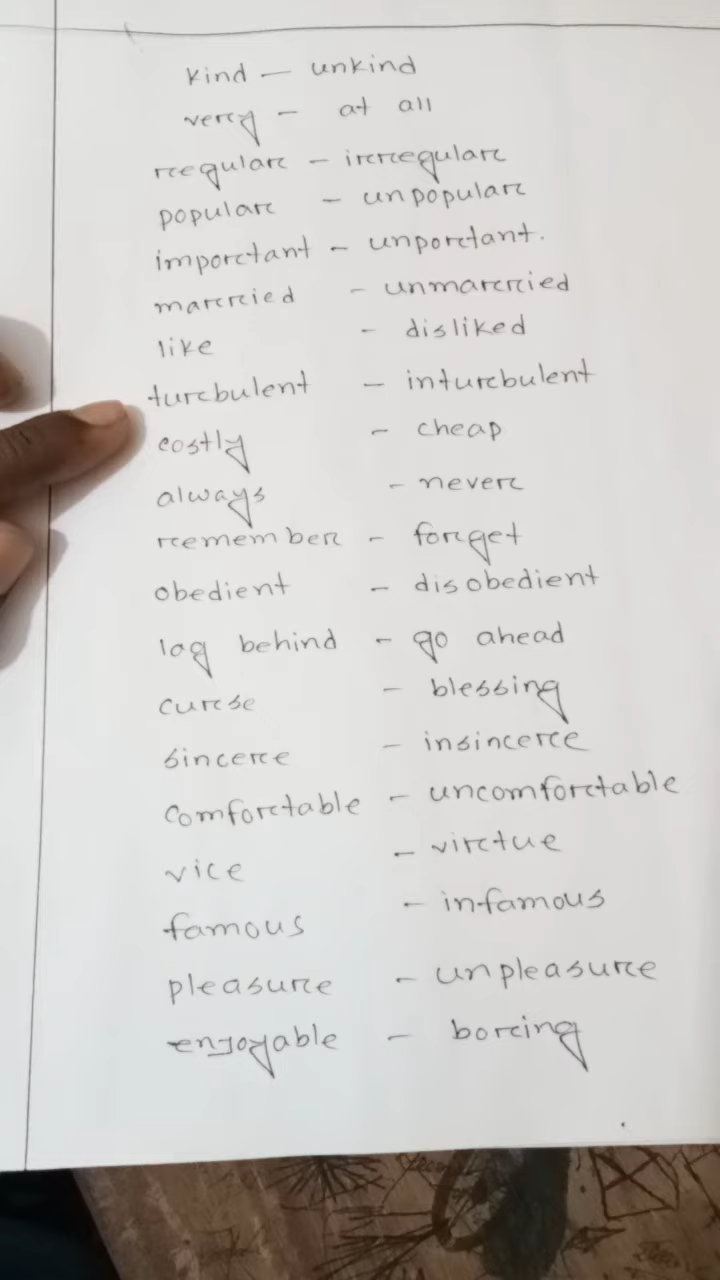 kind - unkind
very - at all
regular - irregular
popular - unpopular
important - unportant.
married - unmarried
like - disliked
turbulent - inturbulent
costly - cheap
always - never
remember - forget
obedient - disobedient
lag behind - go ahead
curse - blessing
sincere - insincere
comfortable - uncomfortable
vice - virtue
famous - infamous
pleasure - unpleasure
enjoyable - boring